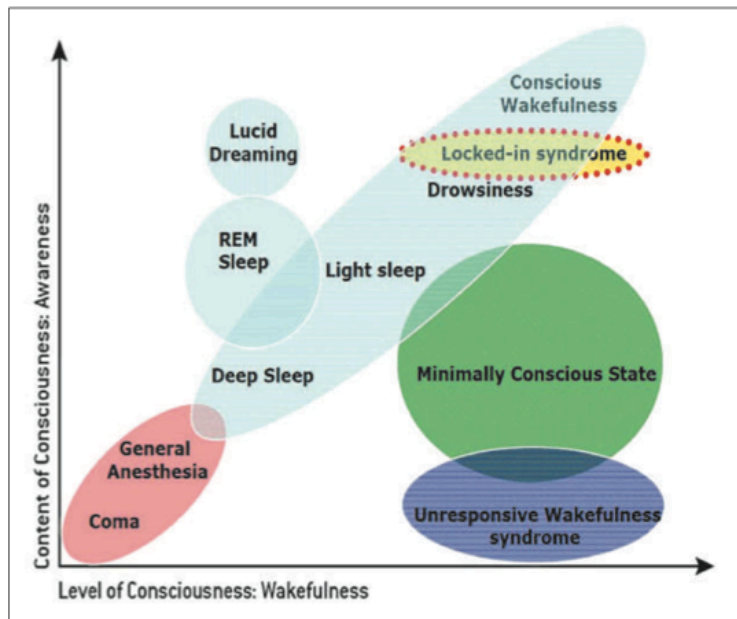 Content of Consciousness: Awareness
Conscious
Wakefulness
Lucid
Dreaming
Locked-in syndrome
Drowsiness
REM
Sleep
Light sleep
Deep Sleep
Minimally Conscious State
General
Anesthesia
Coma
Unresponsive Wakefulness
syndrome
Level of Consciousness: Wakefulness